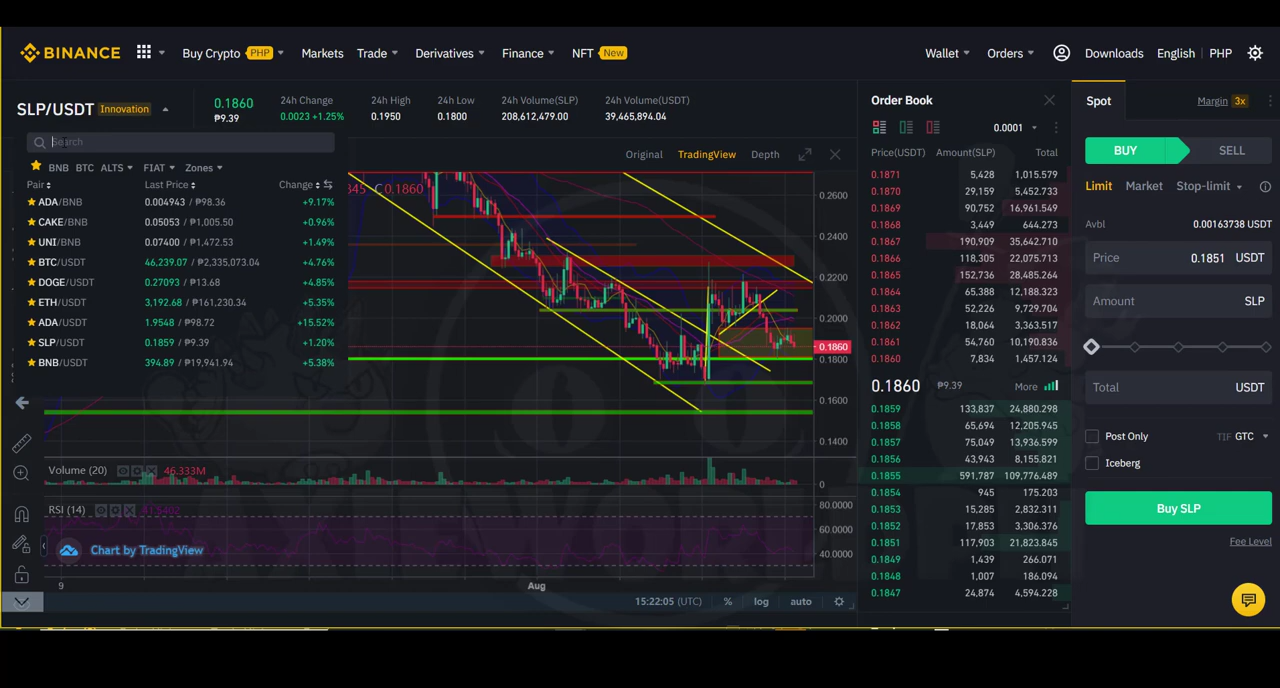 BINANCE
Buy Crypto PHP
Markets
Trade
Derivatives
Finance
NFT New
Wallet
Orders
Downloads
English | PHP
SLP/USDT Innovation
0.1860
₱9.39
24h Change
0.0023 +1.25%
24h High
0.1950
24h Low
0.1800
24h Volume(SLP)
208,612,479.00
24h Volume(USDT)
39,465,894.04
Search
BNB BTC ALTS FIAT Zones
Pair Last Price Change
ADA/BNB 0.004943 / ₱98.36 +9.17%
CAKE/BNB 0.05053 / ₱1,005.50 +0.96%
UNI/BNB 0.07400 / ₱1,472.53 +1.49%
BTC/USDT 46,239.07 / ₱2,335,073.04 +4.76%
DOGE/USDT 0.27093 / ₱13.68 +4.85%
ETH/USDT 3,192.68 / ₱161,230.34 +5.35%
ADA/USDT 1.9548 / ₱98.72 +15.52%
SLP/USDT 0.1859 / ₱9.39 +1.20%
BNB/USDT 394.89 / ₱19,941.94 +5.38%
Original TradingView Depth
345 C0.1860
0.2600
0.2400
0.2200
0.2000
0.1860
0.1800
0.1600
0.1400
Volume (20) 46.333M
0
RSI (14)
80.0000
60.0000
40.0000
Chart by TradingView
9 Aug
15:22:05 (UTC) % log auto
Order Book
0.0001
Price(USDT) Amount(SLP) Total
0.1871 5,428 1,015.579
0.1870 29,159 5,452.733
0.1869 90,752 16,961.549
0.1868 3,449 644.273
0.1867 190,909 35,642.710
0.1866 118,305 22,075.713
0.1865 152,736 28,485.264
0.1864 65,388 12,188.323
0.1863 52,226 9,729.704
0.1862 18,064 3,363.517
0.1861 54,760 10,190.836
0.1860 7,834 1,457.124
0.1860 ₱9.39 More
0.1859 133,837 24,880.298
0.1858 65,694 12,205.945
0.1857 75,049 13,936.599
0.1856 43,943 8,155.821
0.1855 591,787 109,776.489
0.1854 945 175.203
0.1853 15,285 2,832.311
0.1852 17,853 3,306.376
0.1851 117,903 21,823.845
0.1849 1,439 266.071
0.1848 1,007 186.094
0.1847 24,874 4,594.228
Spot
Margin 3x
BUY SELL
Limit Market Stop-limit
Avbl 0.00163738 USDT
Price 0.1851 USDT
Amount SLP
Total USDT
Post Only TIF GTC
Iceberg
Buy SLP
Fee Level